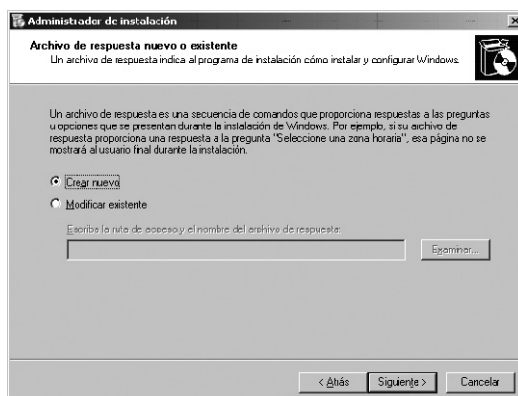 Administrador de instalación
Archivo de respuesta nuevo o existente
Un archivo de respuesta indica al programa de instalación cómo instalar y configurar Windows.
Un archivo de respuesta es una secuencia de comandos que proporciona respuestas a las preguntas
u opciones que se presentan durante la instalación de Windows. Por ejemplo, si su archivo de
respuesta proporciona una respuesta a la pregunta "Seleccione una zona horaria", esa página no se
mostrará al usuario final durante la instalación.
Crear nuevo
Modificar existente
Escriba la ruta de acceso y el nombre del archivo de respuesta:
Examinar...
< Atrás
Siguiente >
Cancelar